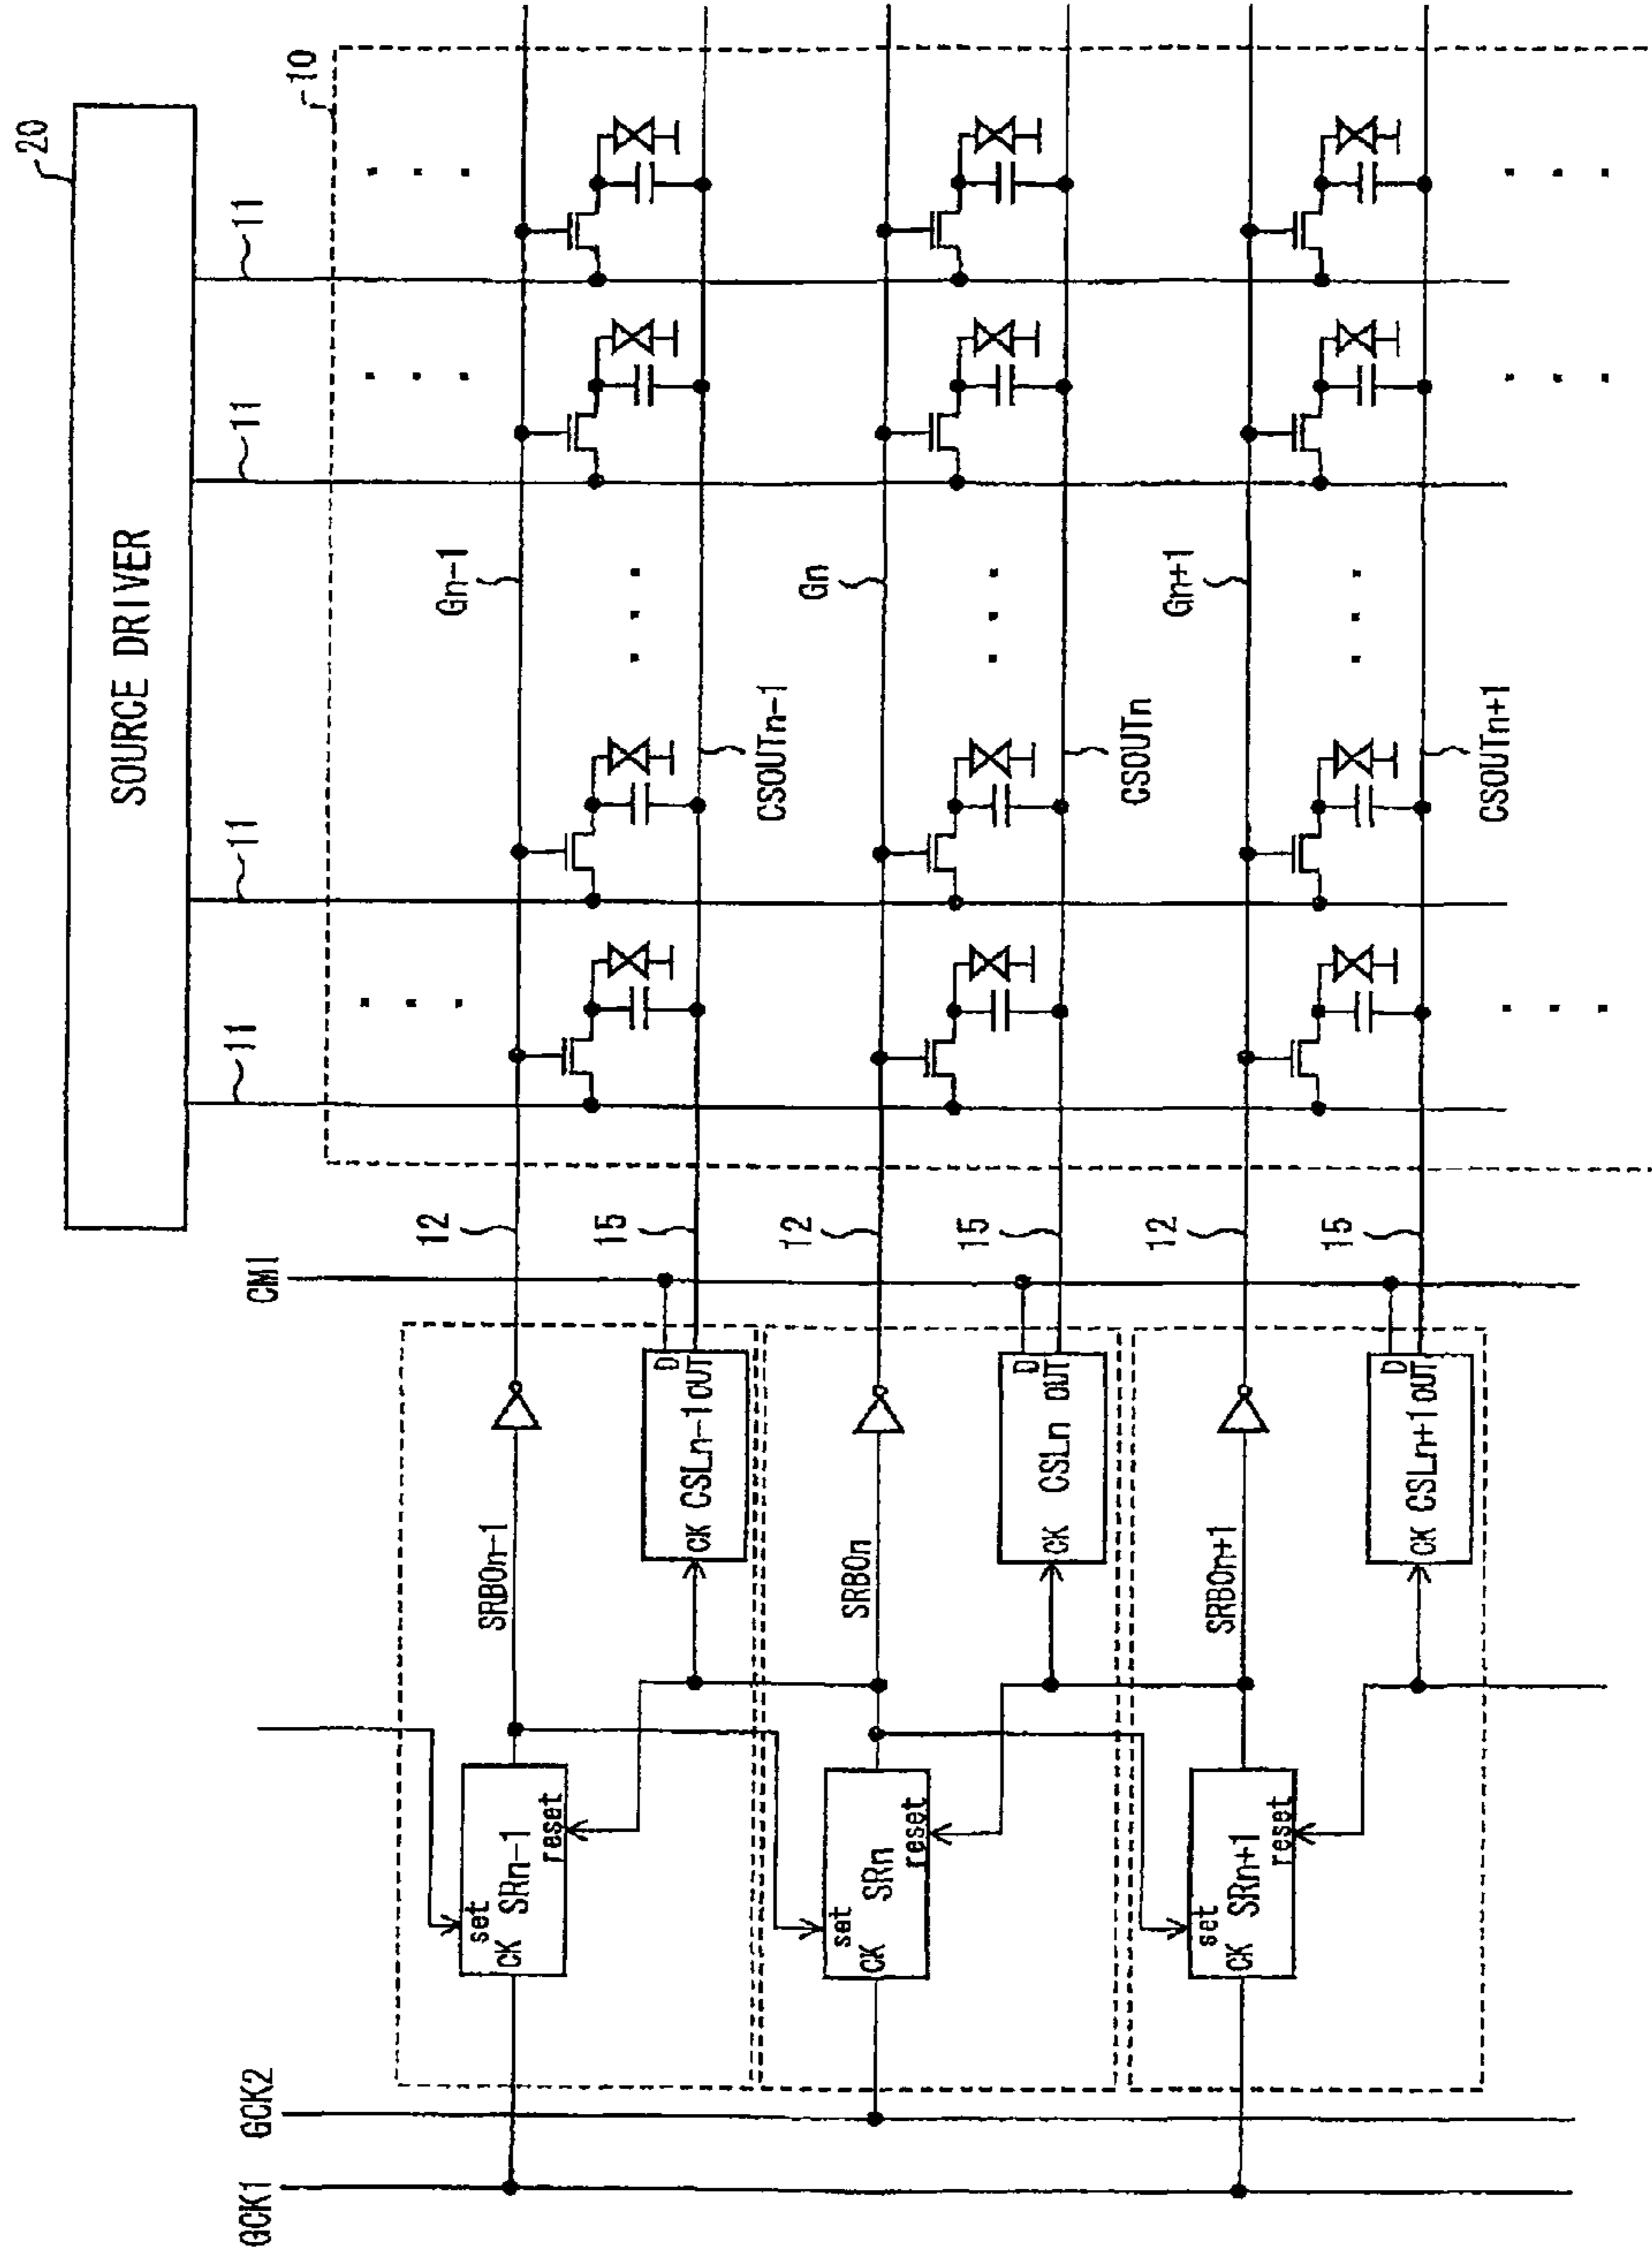 20
SOURCE DRIVER
10
11
11
11
11
Gn-1
CSOUTn-1
Gn
CSOUTn
Gn+1
CSOUTn+1
12
15
12
15
12
15
CMI
SRBOn-1
D
OUT
CK CSLn-1
SRBOn
D
OUT
CK CSLn
SRBOn+1
D
OUT
CK CSLn+1
set
CK SRn-1
reset
set
CK SRn
reset
set
CK SRn+1
reset
GCK2
GCK1